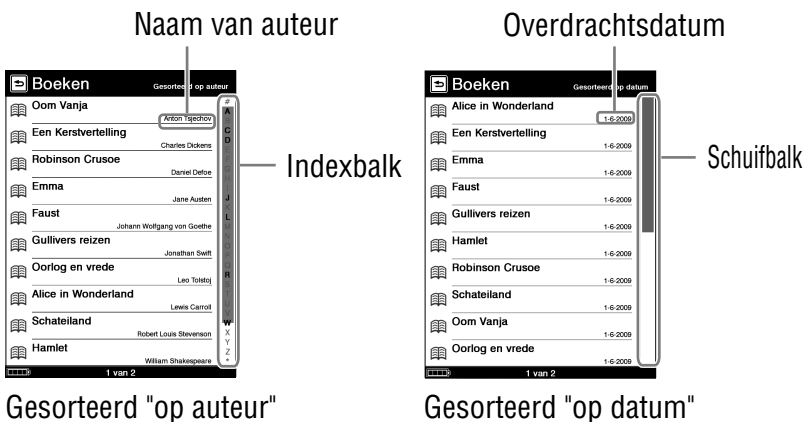 Naam van auteur
Boeken
Gesorteerd op auteur
Oom Vanja
Anton Tsjechov
Een Kerstvertelling
Charles Dickens
Robinson Crusoe
Daniel Defoe
Emma
Jane Austen
Faust
Johann Wolfgang von Goethe
Gullivers reizen
Jonathan Swift
Oorlog en vrede
Leo Tolstoj
Alice in Wonderland
Lewis Carroll
Schateiland
Robert Louis Stevenson
Hamlet
William Shakespeare
1 van 2
#
A
B
C
D
E
F
G
H
I
J
K
L
M
N
O
P
Q
R
S
T
U
V
W
X
Y
Z
*
Indexbalk
Gesorteerd "op auteur"
Overdrachtsdatum
Boeken
Gesorteerd op datum
Alice in Wonderland
1-6-2009
Een Kerstvertelling
1-6-2009
Emma
1-6-2009
Faust
1-6-2009
Gullivers reizen
1-6-2009
Hamlet
1-6-2009
Robinson Crusoe
1-6-2009
Schateiland
1-6-2009
Oom Vanja
1-6-2009
Oorlog en vrede
1-6-2009
1 van 2
Schuifbalk
Gesorteerd "op datum"